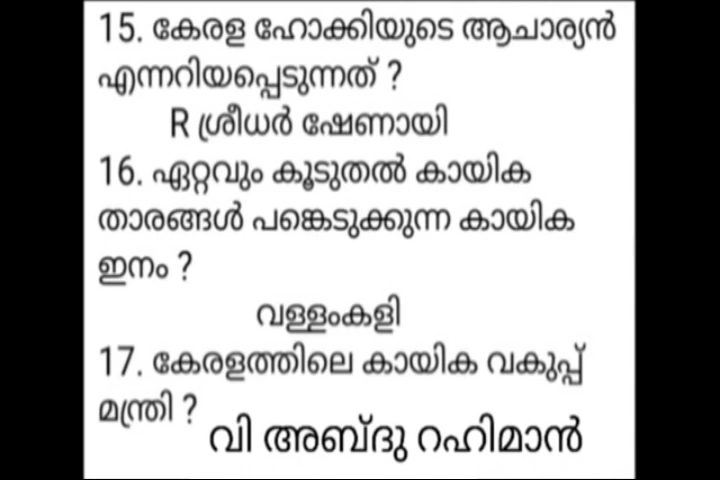 15. കേരള ഹോക്കിയുടെ ആചാര്യൻ
എന്നറിയപ്പെടുന്നത് ?
R ശ്രീധർ ഷേണായി
16. ഏറ്റവും കൂടുതൽ കായിക
താരങ്ങൾ പങ്കെടുക്കുന്ന കായിക
ഇനം ?
വള്ളംകളി
17. കേരളത്തിലെ കായിക വകുപ്പ്
മന്ത്രി ?
വി അബ്ദു റഹിമാൻ